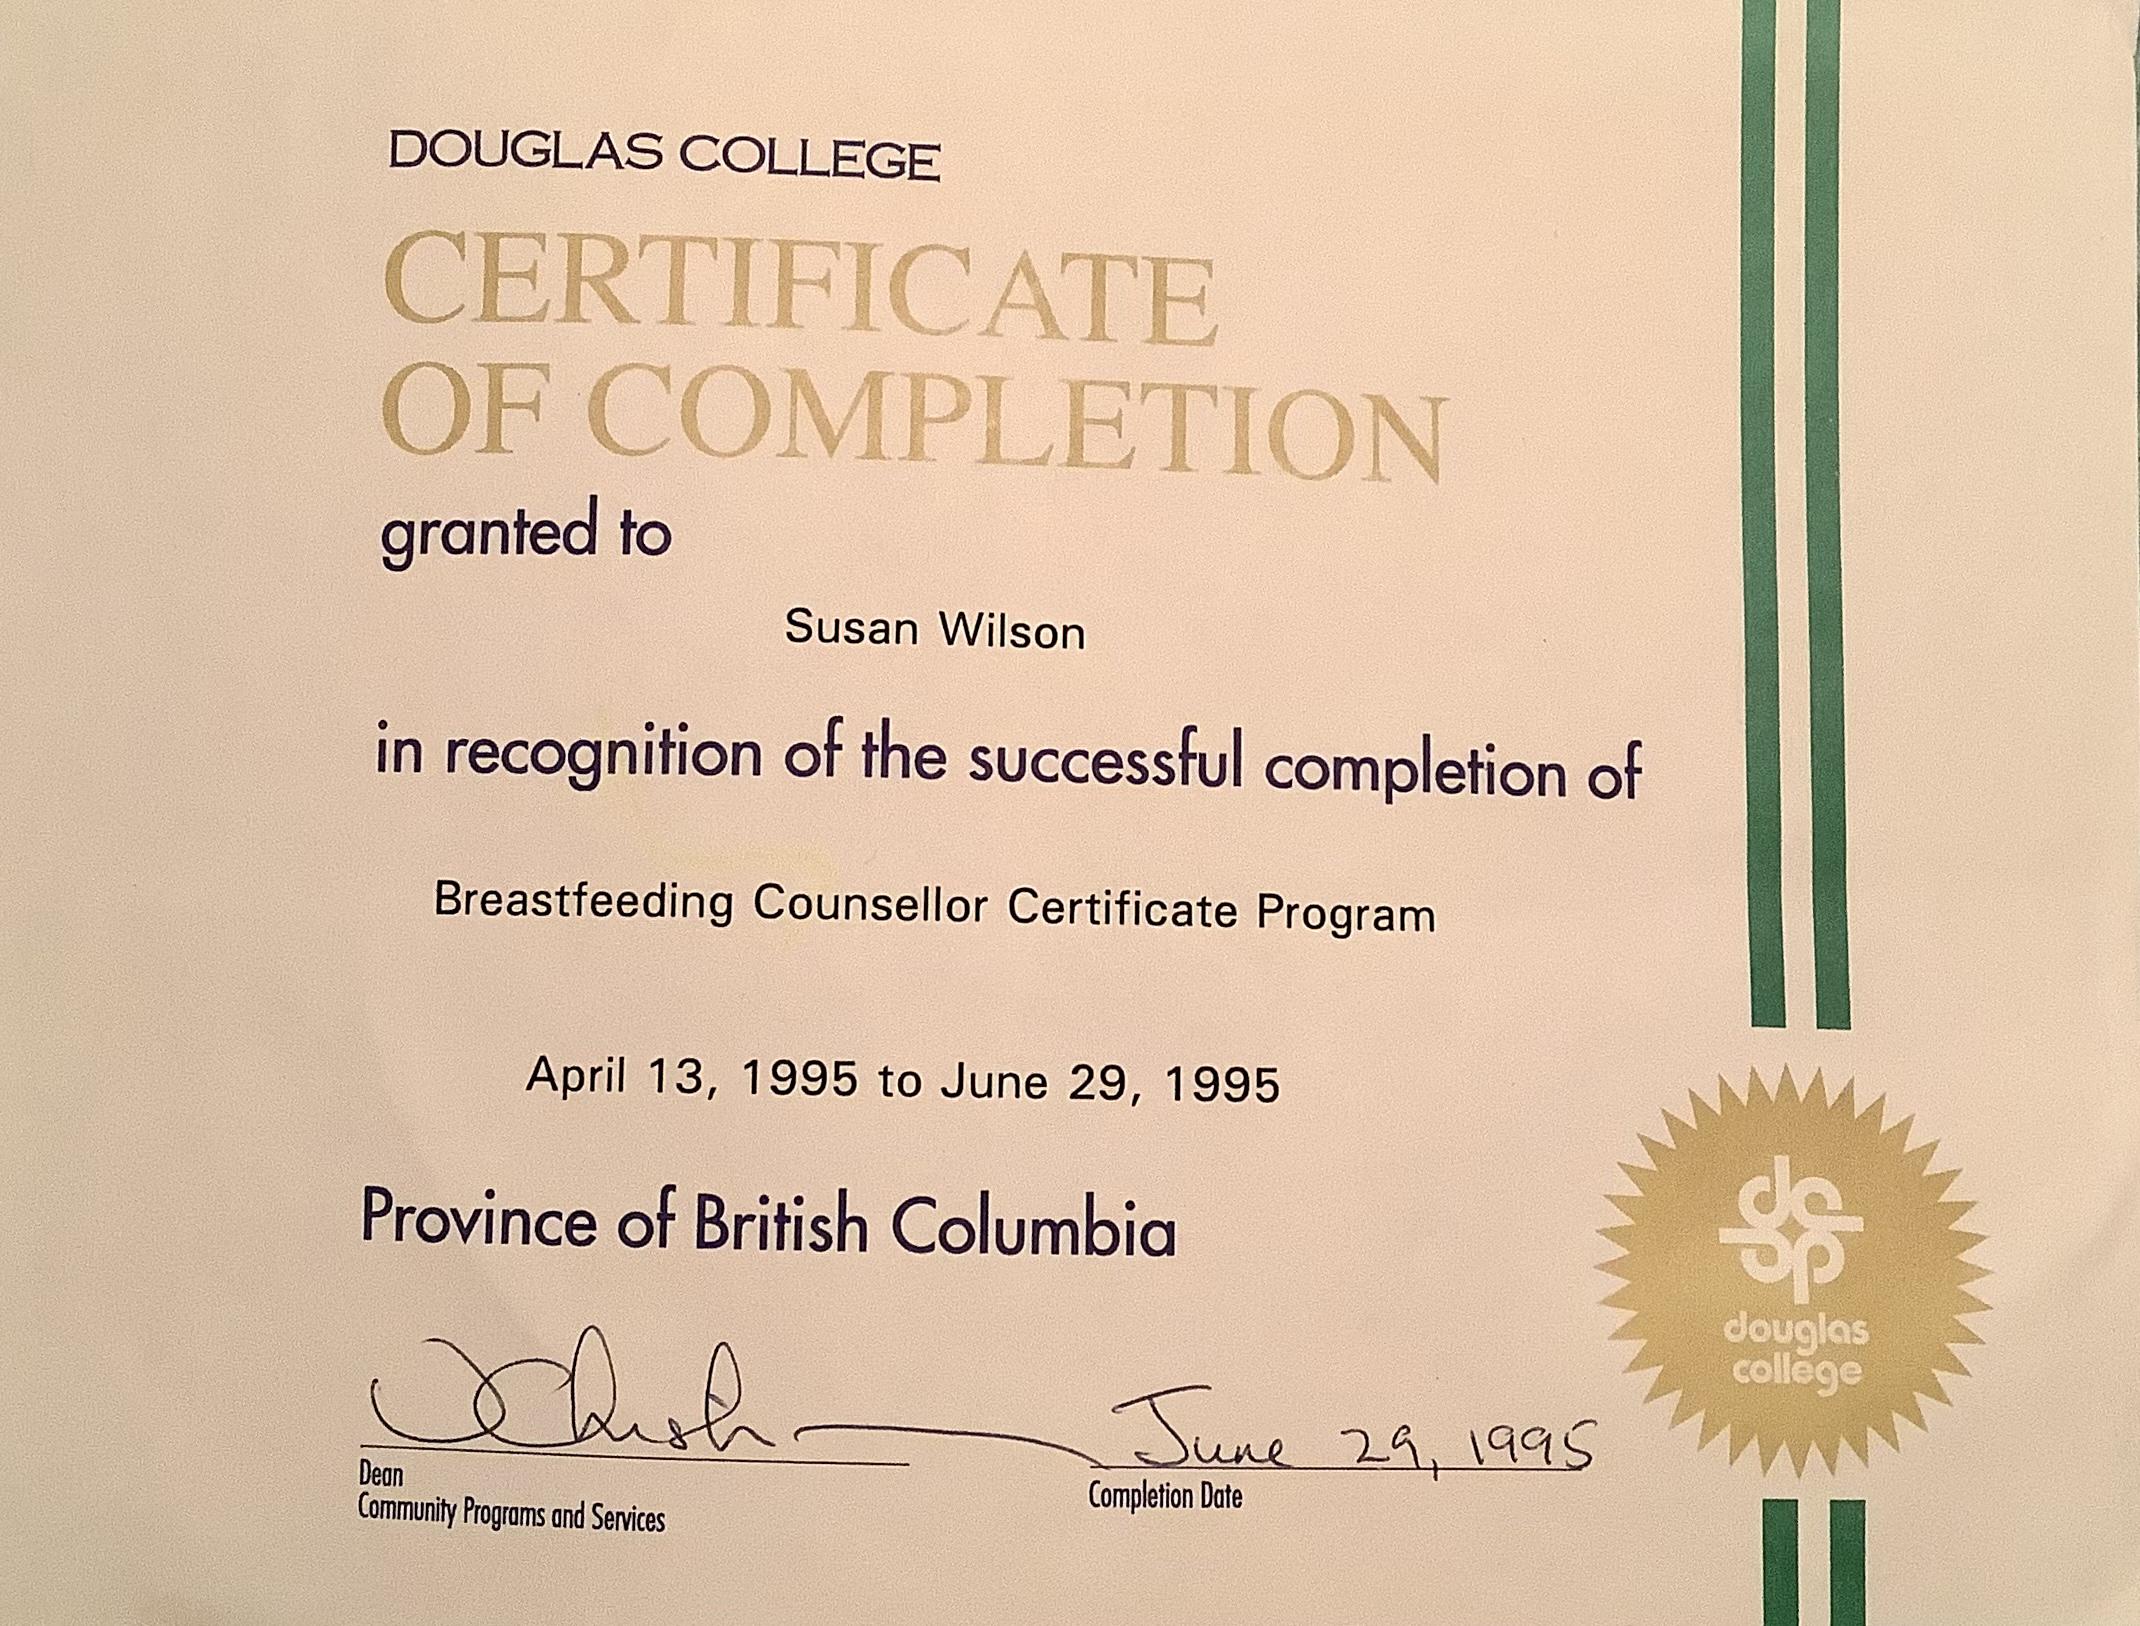 DOUGLAS COLLEGE
CERTIFICATE
OF COMPLETION
granted to
Susan Wilson
in recognition of the successful completion of
Breastfeeding Counsellor Certificate Program
April 13, 1995 to June 29, 1995
Province of British Columbia
June 29, 1995
Dean
Community Programs and Services
Completion Date
douglas
college